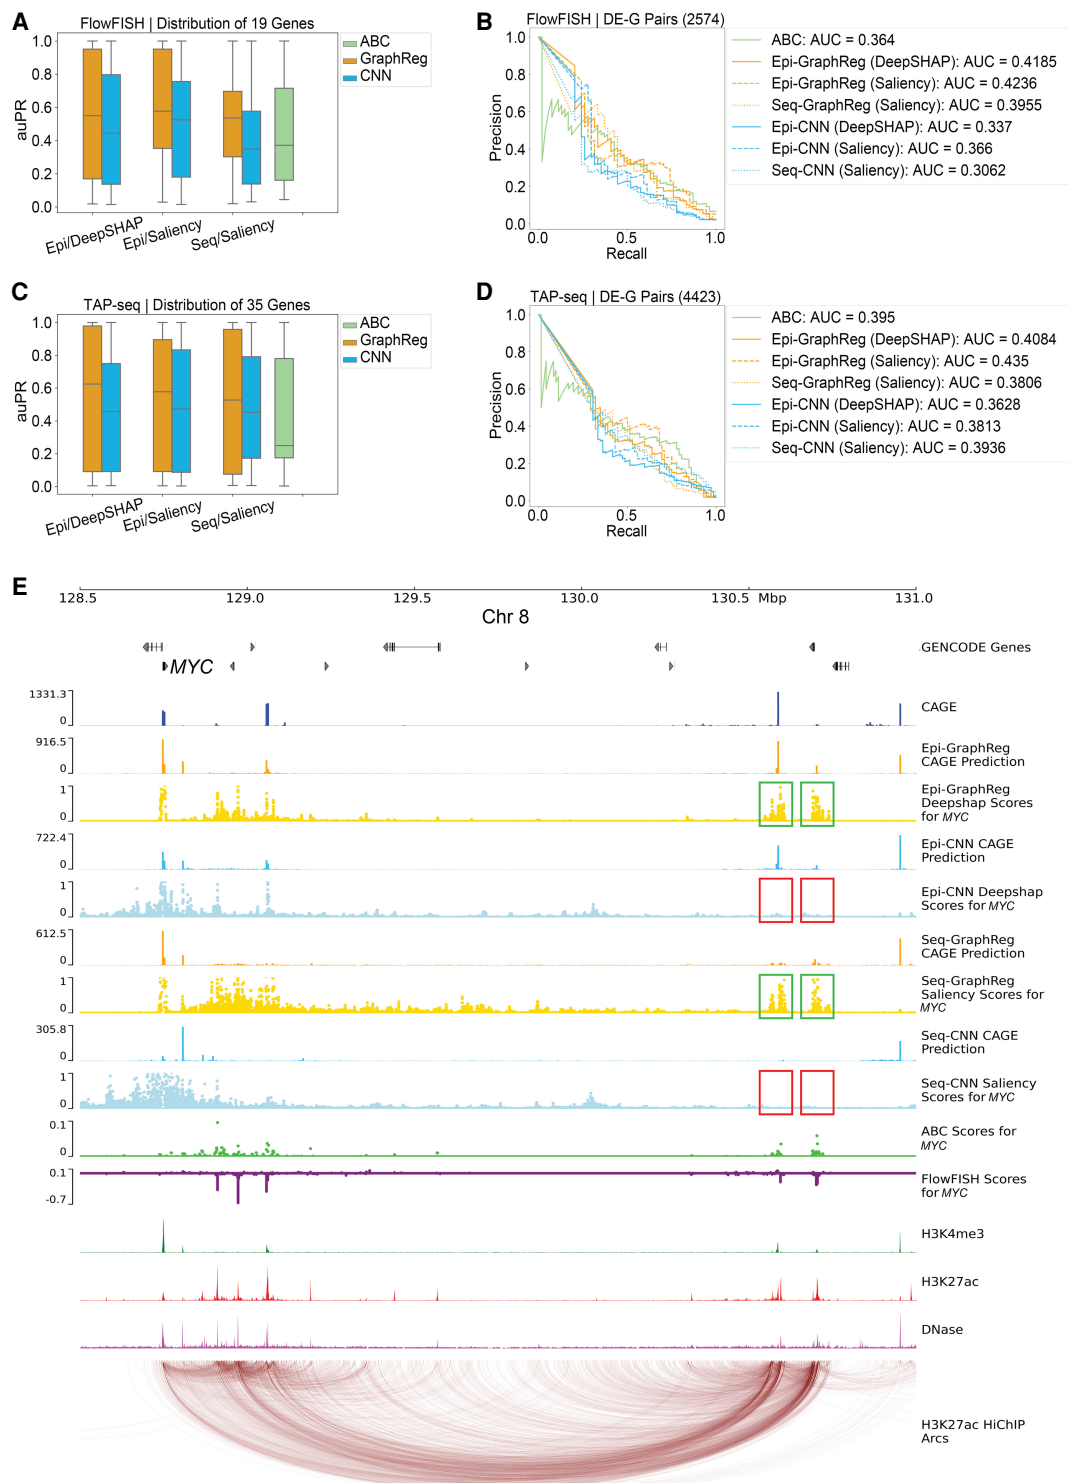 A
FlowFISH | Distribution of 19 Genes
auPR
1.0
0.8
0.6
0.4
0.2
0.0
Epi/DeepSHAP
Epi/Saliency
Seq/Saliency
ABC
GraphReg
CNN
B
FlowFISH | DE-G Pairs (2574)
Precision
1.0
0.8
0.6
0.4
0.2
0.0
0.0 0.5 1.0
Recall
ABC: AUC = 0.364
Epi-GraphReg (DeepSHAP): AUC = 0.4185
Epi-GraphReg (Saliency): AUC = 0.4236
Seq-GraphReg (Saliency): AUC = 0.3955
Epi-CNN (DeepSHAP): AUC = 0.337
Epi-CNN (Saliency): AUC = 0.366
Seq-CNN (Saliency): AUC = 0.3062
C
TAP-seq | Distribution of 35 Genes
auPR
1.0
0.8
0.6
0.4
0.2
0.0
Epi/DeepSHAP
Epi/Saliency
Seq/Saliency
ABC
GraphReg
CNN
D
TAP-seq | DE-G Pairs (4423)
Precision
1.0
0.8
0.6
0.4
0.2
0.0
0.0 0.5 1.0
Recall
ABC: AUC = 0.395
Epi-GraphReg (DeepSHAP): AUC = 0.4084
Epi-GraphReg (Saliency): AUC = 0.435
Seq-GraphReg (Saliency): AUC = 0.3806
Epi-CNN (DeepSHAP): AUC = 0.3628
Epi-CNN (Saliency): AUC = 0.3813
Seq-CNN (Saliency): AUC = 0.3936
E
128.5 129.0 129.5 130.0 130.5 Mbp 131.0
Chr 8
GENCODE Genes
MYC
1331.3
0
CAGE
916.5
0
Epi-GraphReg
CAGE Prediction
1
0
Epi-GraphReg
Deepshap Scores
for MYC
722.4
0
Epi-CNN CAGE
Prediction
1
0
Epi-CNN Deepshap
Scores for MYC
612.5
0
Seq-GraphReg
CAGE Prediction
1
0
Seq-GraphReg
Saliency Scores for
MYC
305.8
0
Seq-CNN CAGE
Prediction
1
0
Seq-CNN Saliency
Scores for MYC
0.1
0
ABC Scores for
MYC
0.1
-0.7
FlowFISH Scores
for MYC
H3K4me3
H3K27ac
DNase
H3K27ac HiChIP
Arcs